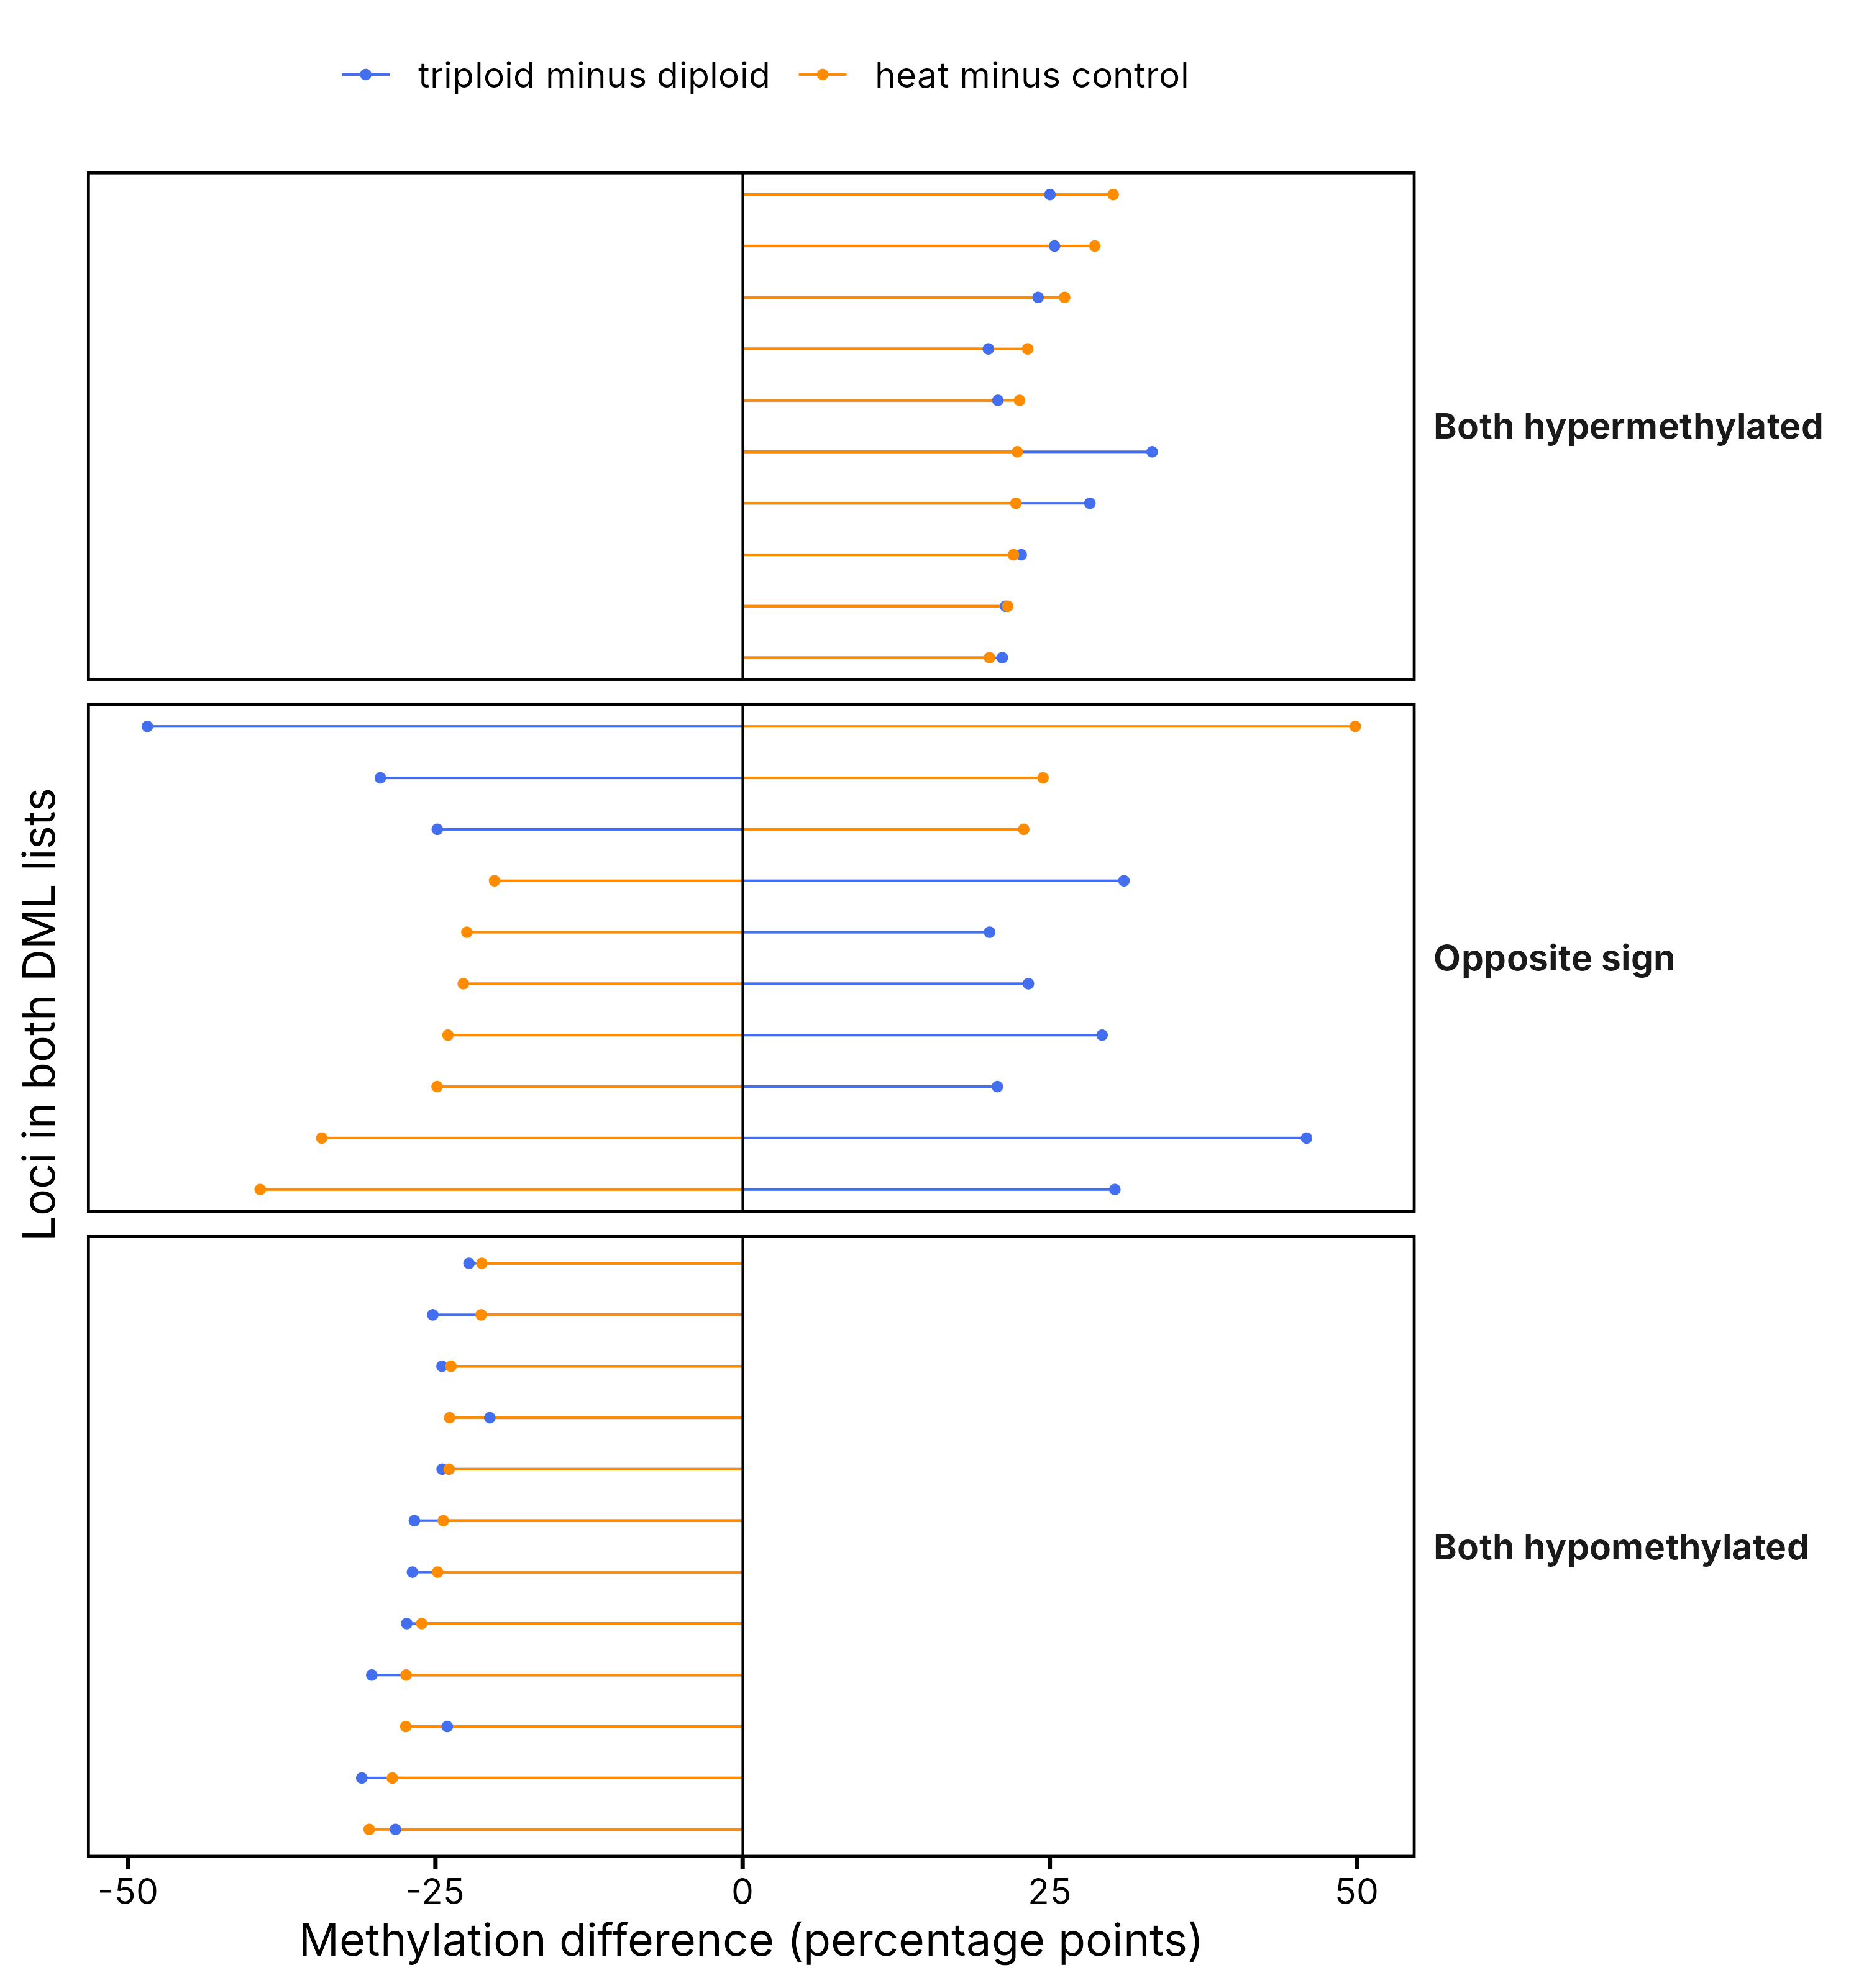 triploid minus diploid
heat minus control
Both hypermethylated
Opposite sign
Both hypomethylated
Loci in both DML lists
-50
-25
0
25
50
Methylation difference (percentage points)